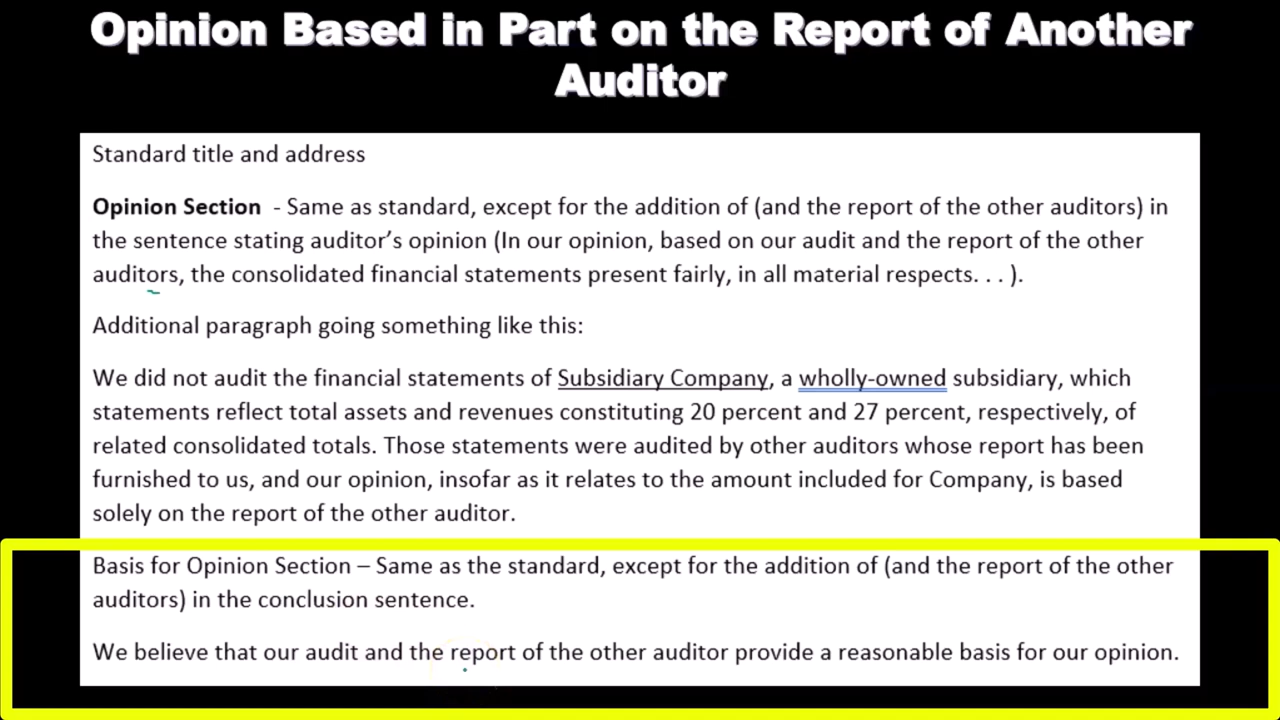 Opinion Based in Part on the Report of Another
Auditor
Standard title and address
Opinion Section - Same as standard, except for the addition of (and the report of the other auditors) in
the sentence stating auditor’s opinion (In our opinion, based on our audit and the report of the other
auditors, the consolidated financial statements present fairly, in all material respects. . . ).
Additional paragraph going something like this:
We did not audit the financial statements of Subsidiary Company, a wholly-owned subsidiary, which
statements reflect total assets and revenues constituting 20 percent and 27 percent, respectively, of
related consolidated totals. Those statements were audited by other auditors whose report has been
furnished to us, and our opinion, insofar as it relates to the amount included for Company, is based
solely on the report of the other auditor.
Basis for Opinion Section – Same as the standard, except for the addition of (and the report of the other
auditors) in the conclusion sentence.
We believe that our audit and the report of the other auditor provide a reasonable basis for our opinion.